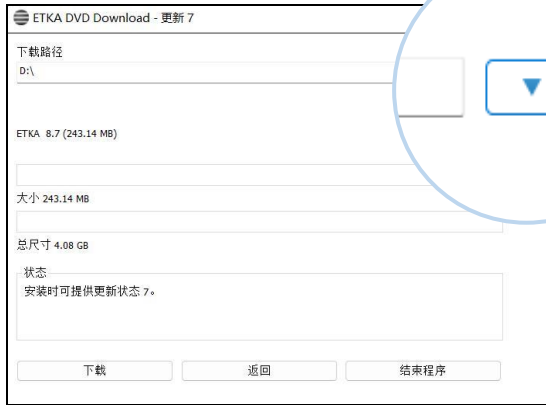 ETKA DVD Download - 更新 7
下载路径
D:\
ETKA 8.7 (243.14 MB)
大小 243.14 MB
总尺寸 4.08 GB
状态
安装时可提供更新状态 7。
下载 返回 结束程序